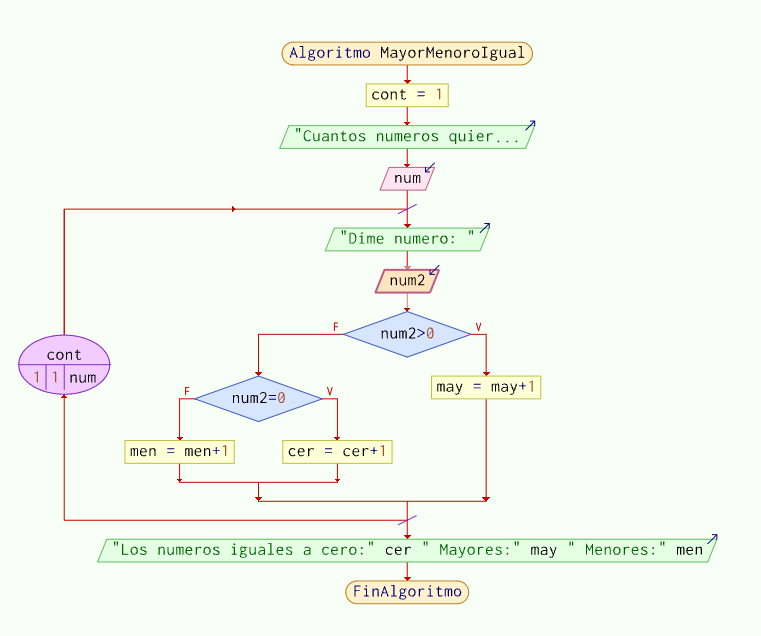 Algoritmo MayorMenoroIgual
cont = 1
"Cuantos numeros quier...
num
"Dime numero: "
num2
num2>0
F
V
cont
1 1 num
num2=0
F
V
may = may+1
men = men+1
cer = cer+1
"Los numeros iguales a cero:" cer " Mayores:" may " Menores:" men
FinAlgoritmo